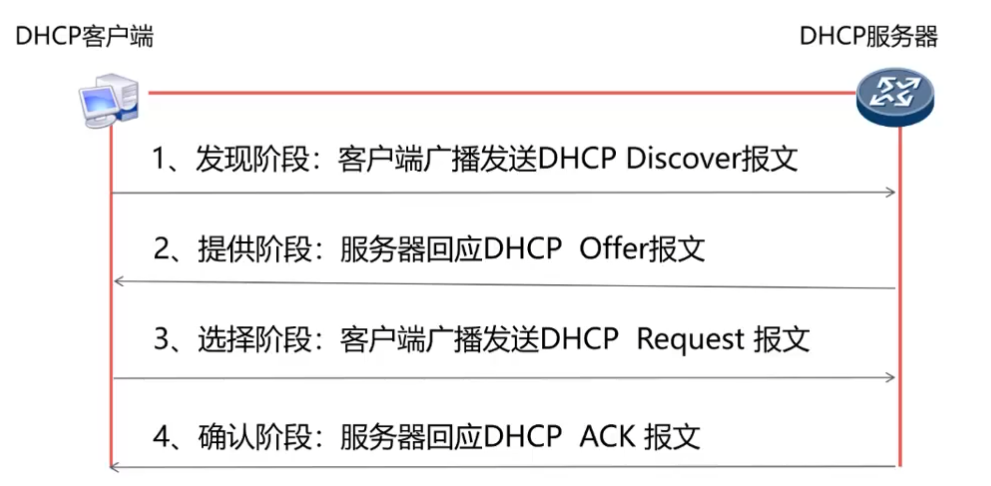 DHCP客户端
DHCP服务器
1、发现阶段：客户端广播发送DHCP Discover报文
2、提供阶段：服务器回应DHCP Offer报文
3、选择阶段：客户端广播发送DHCP Request 报文
4、确认阶段：服务器回应DHCP ACK 报文